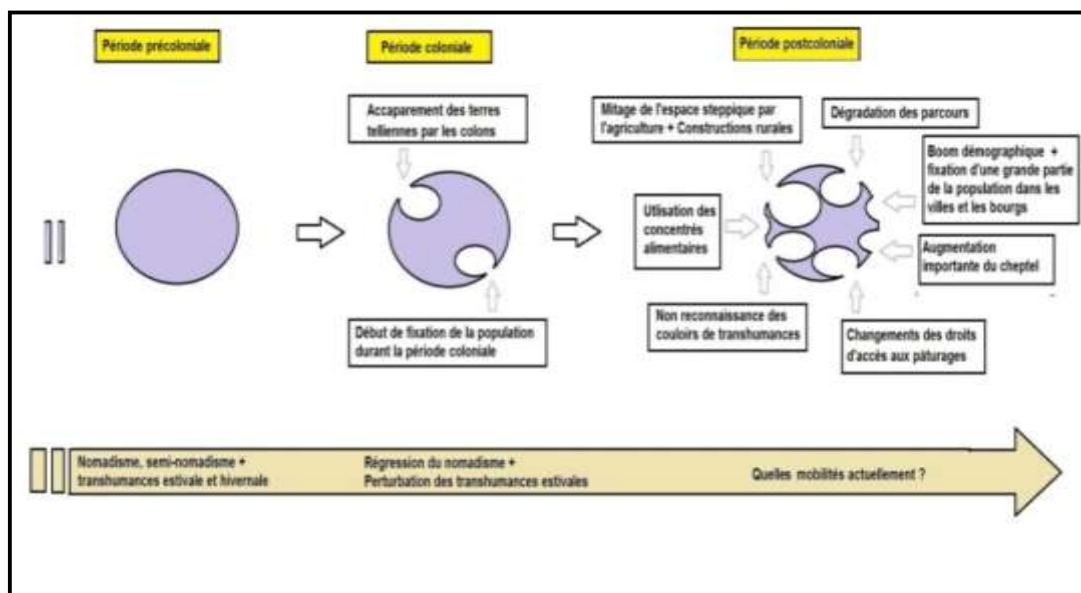 Période précoloniale
Période coloniale
Période postcoloniale
Accaparement des terres
telliennes par les colons
Début de fixation de la population
durant la période coloniale
Mitage de l'espace steppique par
l'agriculture + Constructions rurales
Dégradation des parcours
Boom démographique +
fixation d'une grande partie
de la population dans les
villes et les bourgs
Utilisation des
concentrés
alimentaires
Augmentation
importante du cheptel
Non reconnaissance des
couloirs de transhumances
Changements des droits
d'accès aux pâturages
Nomadisme, semi-nomadisme +
transhumances estivale et hivernale
Régression du nomadisme +
Perturbation des transhumances estivales
Quelles mobilités actuellement ?